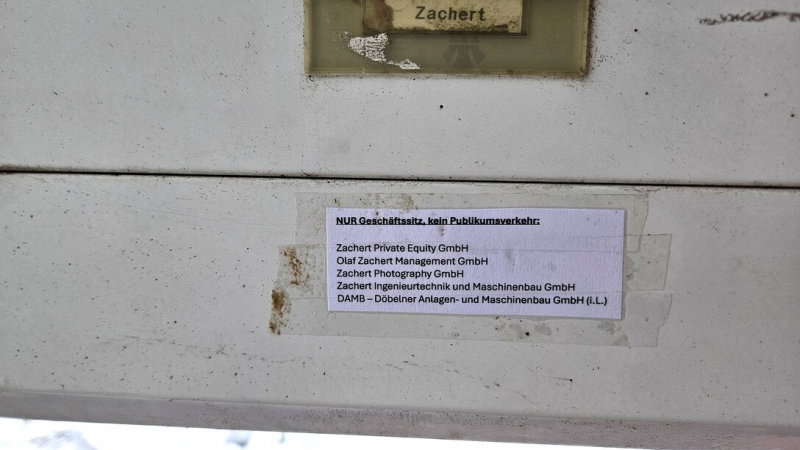 Zachert
NUR Geschäftssitz, kein Publikumsverkehr:
Zachert Private Equity GmbH
Olaf Zachert Management GmbH
Zachert Photography GmbH
Zachert Ingenieurtechnik und Maschinenbau GmbH
DAMB – Döbelner Anlagen- und Maschinenbau GmbH (i.L.)